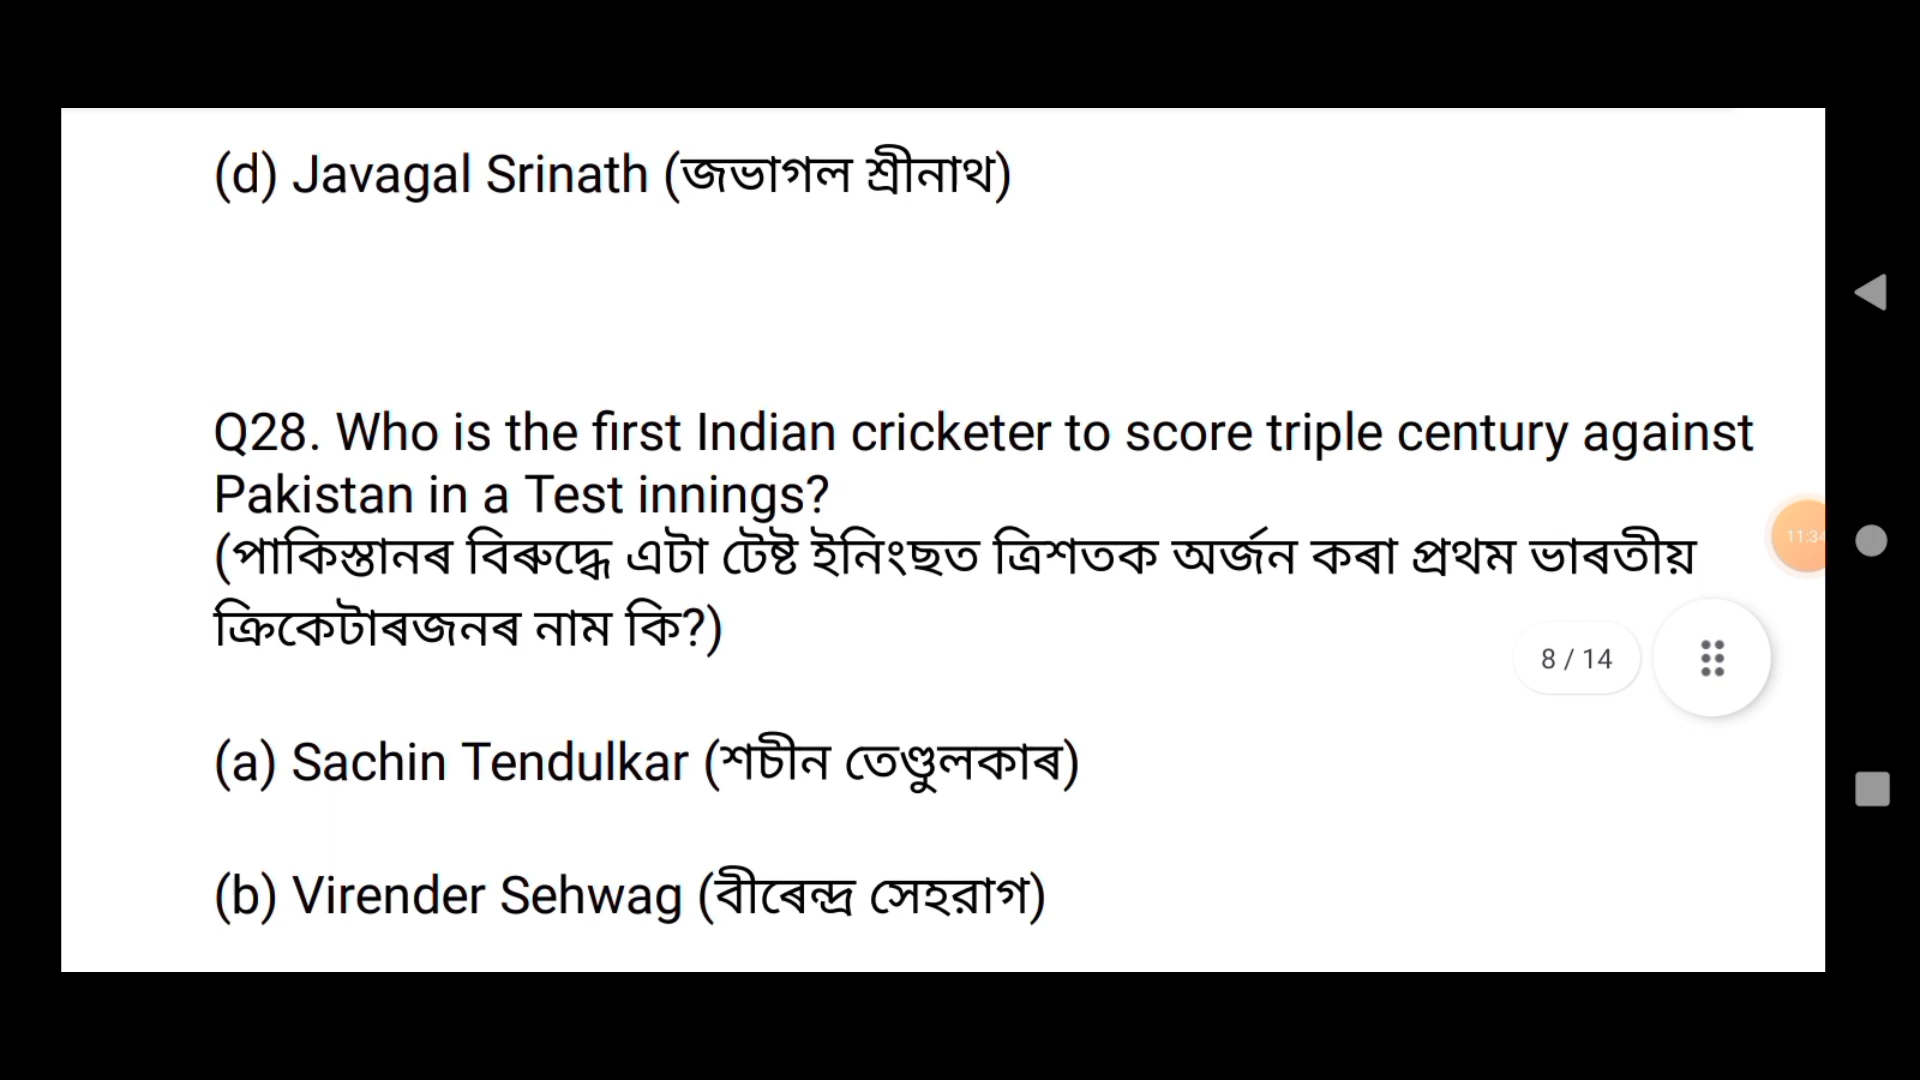 (d) Javagal Srinath (জভাগল শ্ৰীনাথ)
Q28. Who is the first Indian cricketer to score triple century against
Pakistan in a Test innings?
(পাকিস্তানৰ বিৰুদ্ধে এটা টেষ্ট ইনিংছত ত্ৰিশতক অৰ্জন কৰা প্ৰথম ভাৰতীয়
ক্ৰিকেটাৰজনৰ নাম কি?)
11:34
8 / 14
(a) Sachin Tendulkar (শচীন তেণ্ডুলকাৰ)
(b) Virender Sehwag (বীৰেন্দ্ৰ সেহৱাগ)